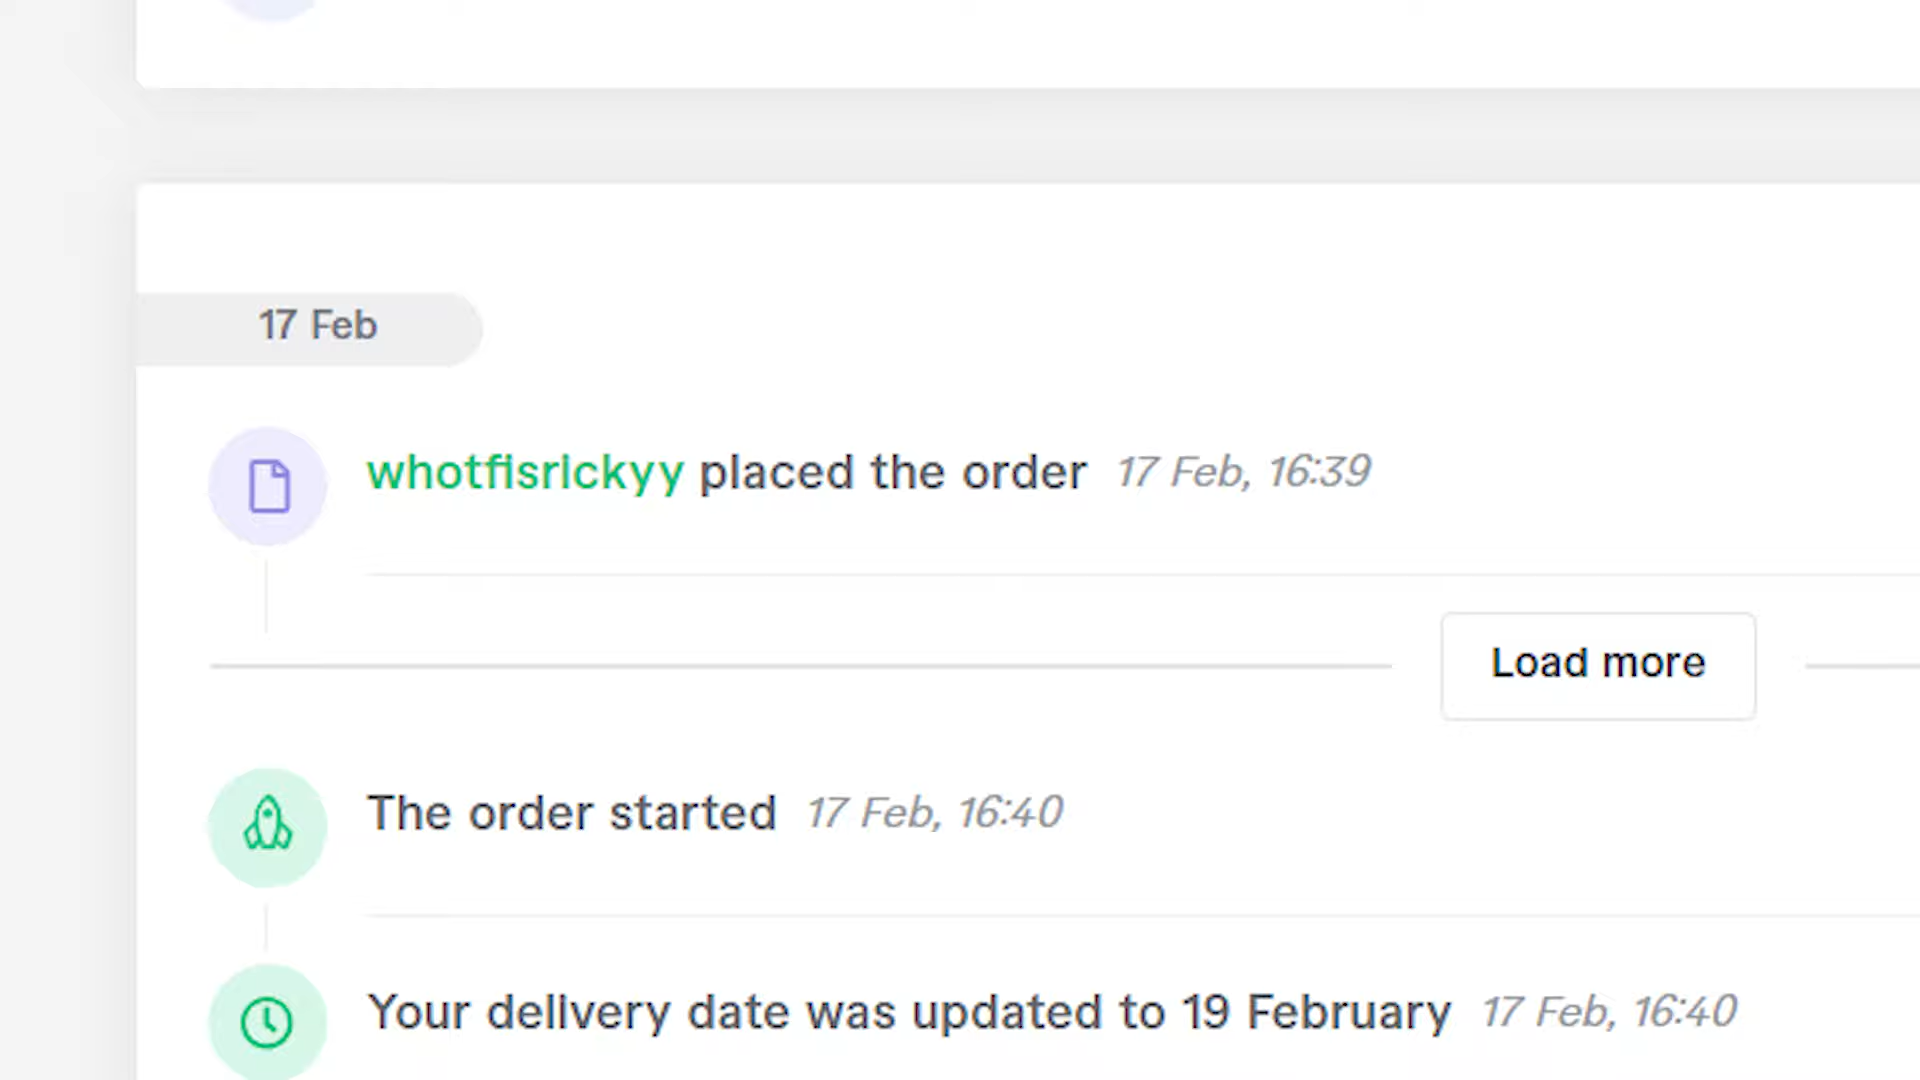 17 Feb
whotfisrickyy placed the order 17 Feb, 16:39
Load more
The order started 17 Feb, 16:40
Your delivery date was updated to 19 February 17 Feb, 16:40